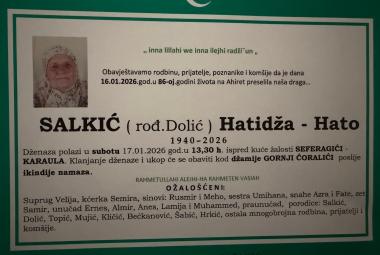 „ inna lillahi we inna ilejhi radži˝un „
Obavještavamo rodbinu, prijatelje, poznanike i komšije da je dana
16.01.2026.god.u 86-oj.godini života na Ahiret preselila naša draga...
SALKIĆ ( rođ.Dolić ) Hatidža - Hato
1940-2026
Dženaza polazi u subotu 17.01.2026 god.u 13,30 h. ispred kuće žalosti SEFERAGIĆI -
KARAULA. Klanjanje dženaze i ukop će se obaviti kod džamije GORNJI ĆORALIĆI poslije
ikindije namaza.
RAHMETULLAHI ALEJHI-HA RAHMETEN VASIAH
OŽALOŠĆENI:
Suprug Velija, kćerka Semira, sinovi: Rusmir i Meho, sestra Umihana, snahe Azra i Fate, zet
Samir, unučad Ernes, Almir, Anes, Lamija i Muhammed, praunučad, porodice: Salkić,
Dolić, Topić, Mujić, Kličić, Bećkanović, Šabić, Hrkić, ostala mnogobrojna rodbina, prijatelji i
komšije.